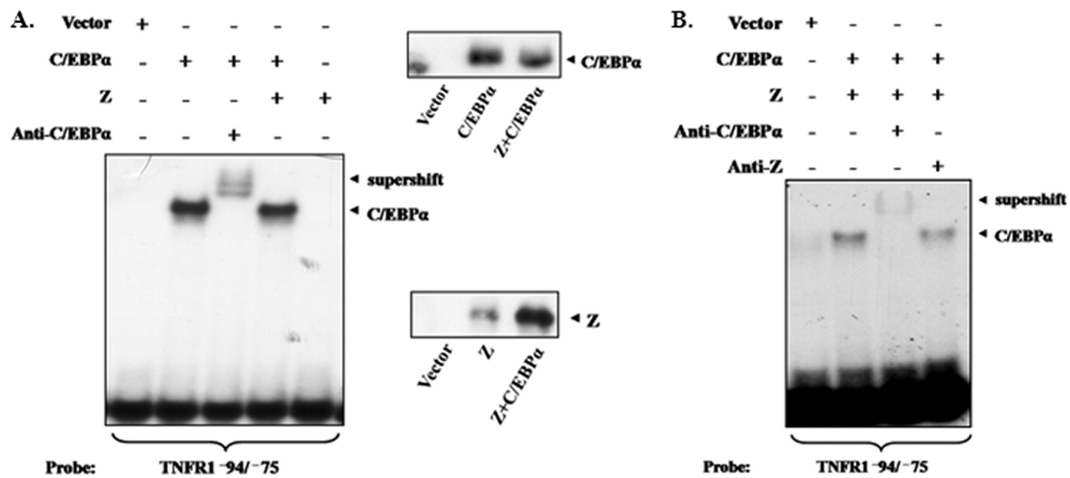 A.
Vector + - - - -
C/EBPα - + + + -
Z - - - + +
Anti-C/EBPα - - + - -
supershift
C/EBPα
Probe: TNFR1 -94/-75
C/EBPα
Vector
C/EBPα
Z+C/EBPα
Z
Vector
Z
Z+C/EBPα
B.
Vector + - - -
C/EBPα - + + +
Z - + + +
Anti-C/EBPα - - + -
Anti-Z - - - +
supershift
C/EBPα
Probe: TNFR1 -94/-75